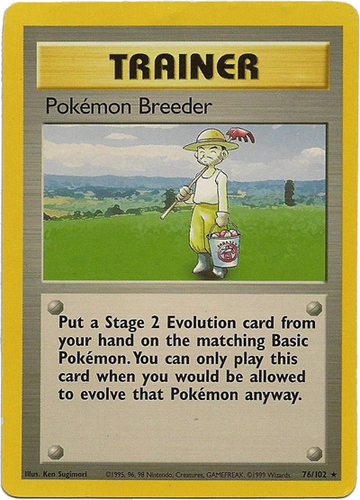 TRAINER
Pokémon Breeder
Put a Stage 2 Evolution card from
your hand on the matching Basic
Pokémon. You can only play this
card when you would be allowed
to evolve that Pokémon anyway.
Illus. Ken Sugimori ©1995, 96, 98 Nintendo, Creatures, GAMEFREAK. ©1999 Wizards. 76/102 ★